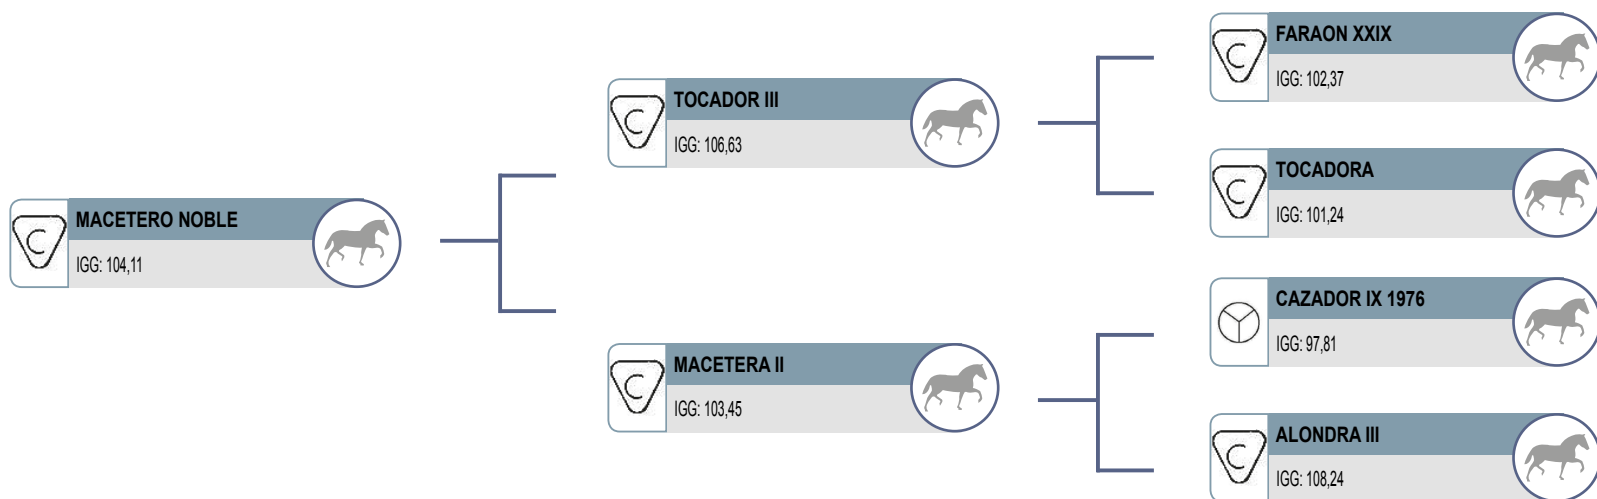 MACETERO NOBLE
IGG: 104,11
TOCADOR III
IGG: 106,63
MACETERA II
IGG: 103,45
FARAON XXIX
IGG: 102,37
TOCADORA
IGG: 101,24
CAZADOR IX 1976
IGG: 97,81
ALONDRA III
IGG: 108,24
C
C
C
C
C
C